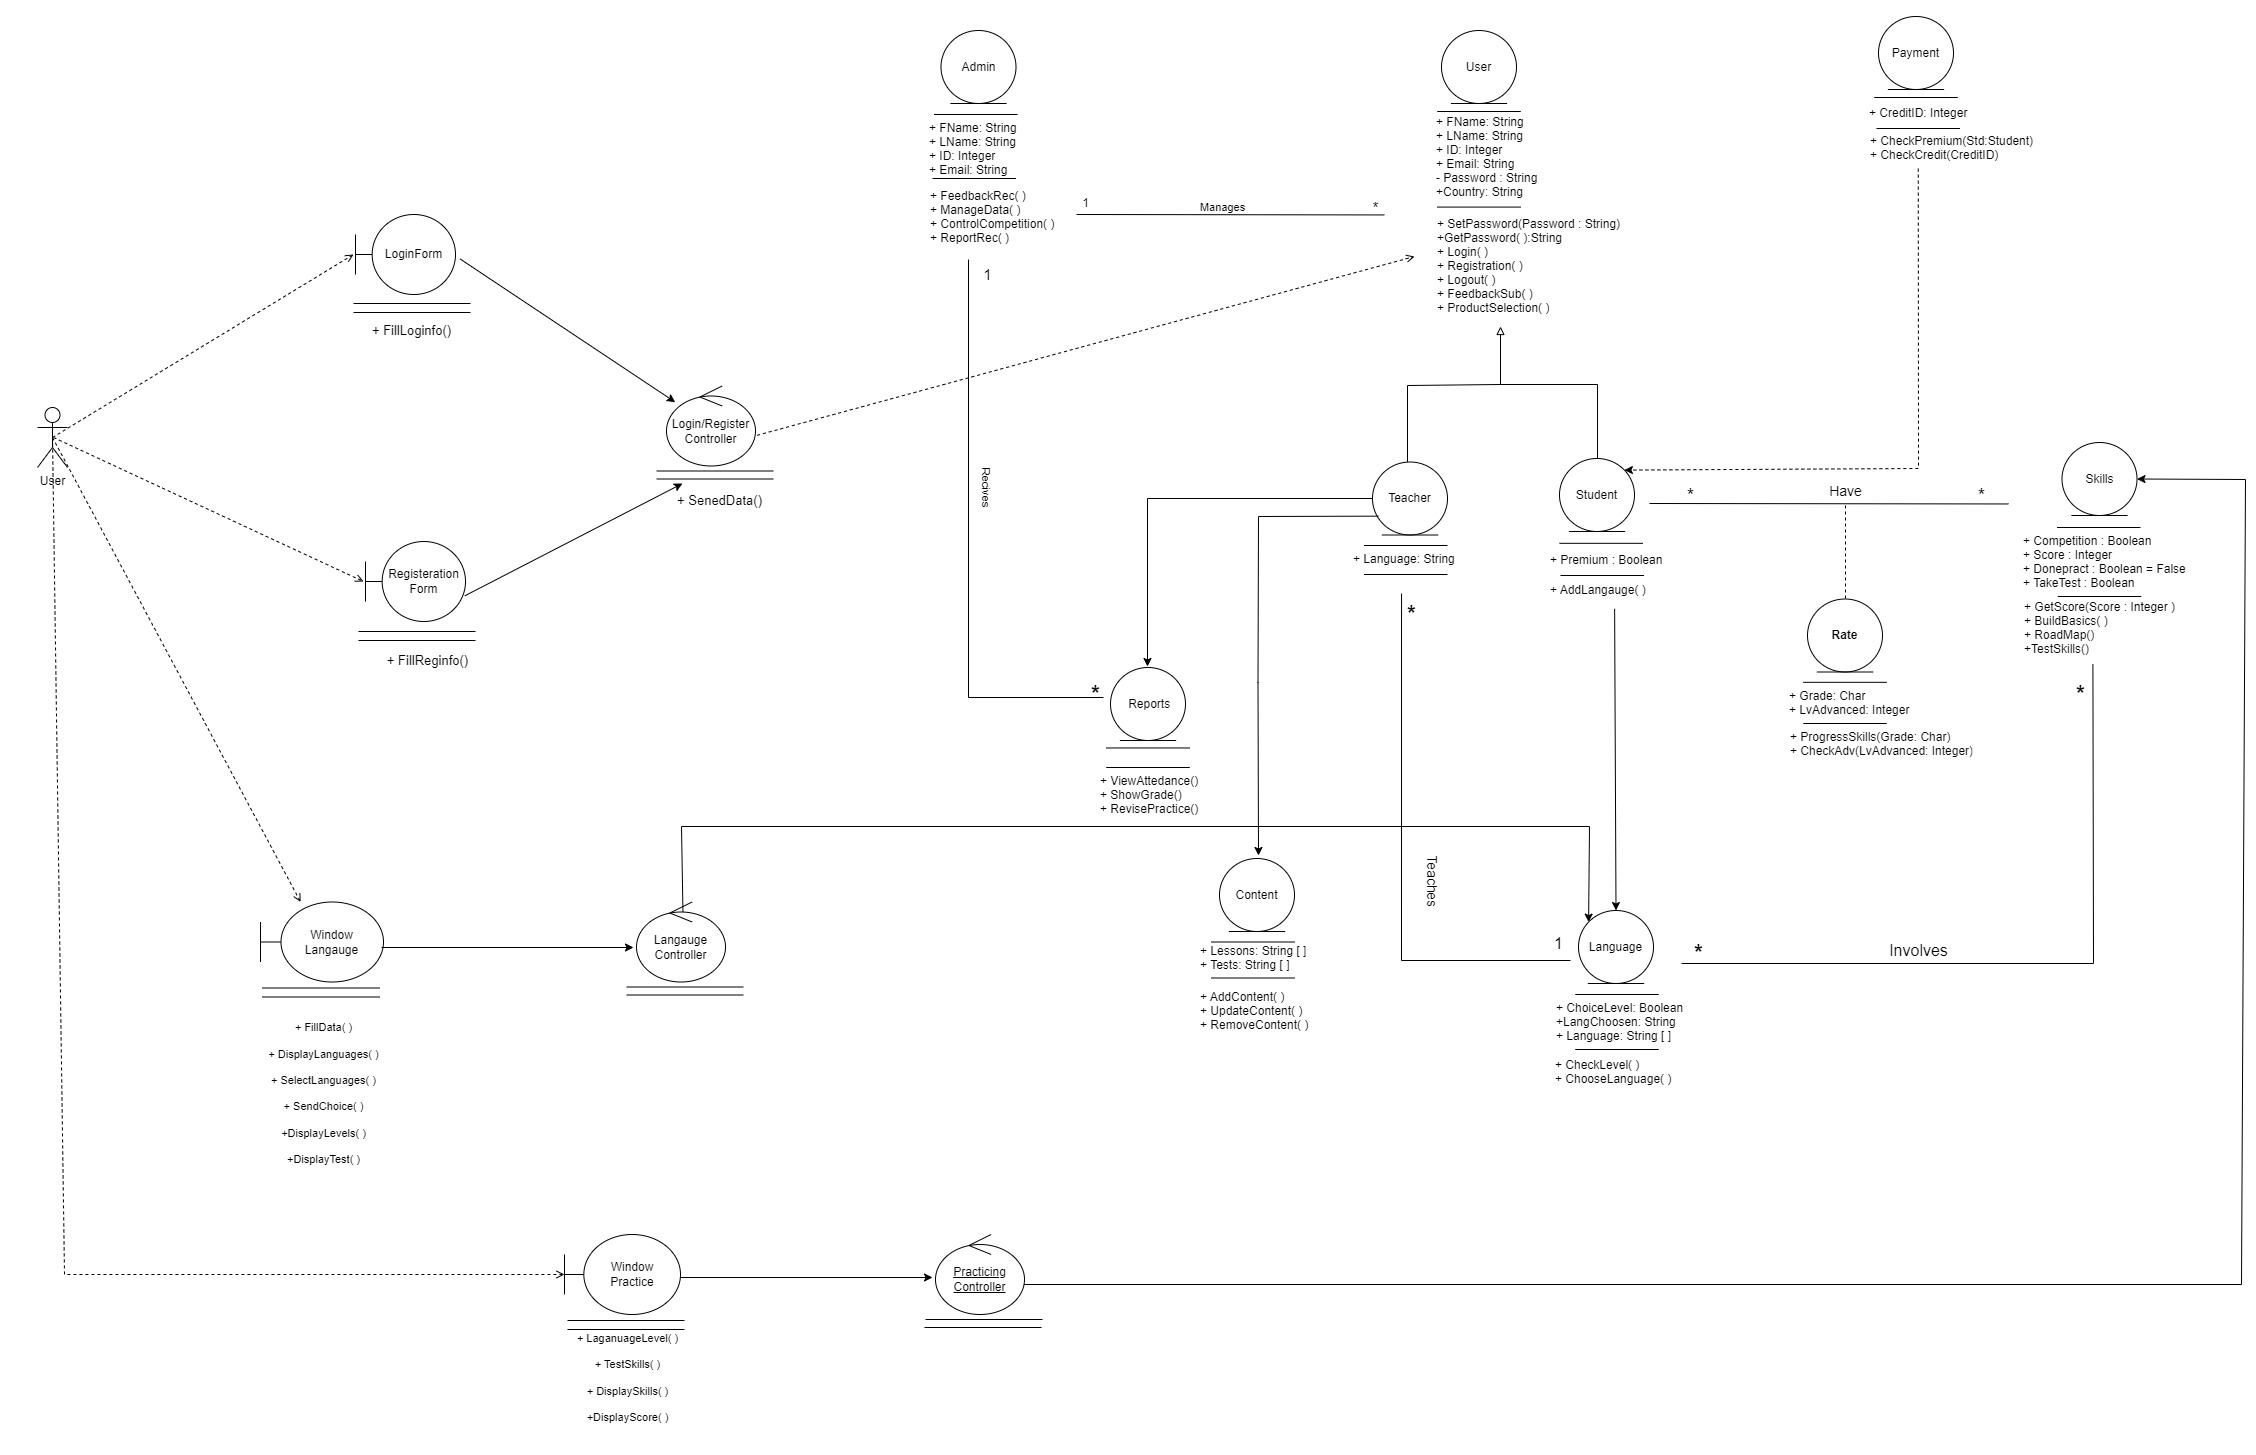 Admin
+ FName: String
+ LName: String
+ ID: Integer
+ Email: String
+ FeedbackRec( )
+ ManageData( )
+ ControlCompetition( )
+ ReportRec( )
1
Manages
*
User
+ FName: String
+ LName: String
+ ID: Integer
+ Email: String
- Password : String
+Country: String
+ SetPassword(Password : String)
+GetPassword( ):String
+ Login( )
+ Registration( )
+ Logout( )
+ FeedbackSub( )
+ ProductSelection( )
Payment
+ CreditID: Integer
+ CheckPremium(Std:Student)
+ CheckCredit(CreditID)
LoginForm
+ FillLoginfo()
1
Recives
*
Login/Register
Controller
+ SenedData()
User
Registeration
Form
+ FillReginfo()
Teacher
+ Language: String
*
Teaches
1
Student
+ Premium : Boolean
+ AddLangauge( )
*
Have
*
Skills
+ Competition : Boolean
+ Score : Integer
+ Donepract : Boolean = False
+ TakeTest : Boolean
+ GetScore(Score : Integer )
+ BuildBasics( )
+ RoadMap()
+TestSkills()
*
Rate
+ Grade: Char
+ LvAdvanced: Integer
+ ProgressSkills(Grade: Char)
+ CheckAdv(LvAdvanced: Integer)
Reports
+ ViewAttedance()
+ ShowGrade()
+ RevisePractice()
Window
Langauge
+ FillData( )
+ DisplayLanguages( )
+ SelectLanguages( )
+ SendChoice( )
+DisplayLevels( )
+DisplayTest( )
Langauge
Controller
Content
+ Lessons: String [ ]
+ Tests: String [ ]
+ AddContent( )
+ UpdateContent( )
+ RemoveContent( )
Language
+ ChoiceLevel: Boolean
+LangChoosen: String
+ Language: String [ ]
+ CheckLevel( )
+ ChooseLanguage( )
*
Involves
Window
Practice
+ LaganuageLevel( )
+ TestSkills( )
+ DisplaySkills( )
+DisplayScore( )
Practicing
Controller